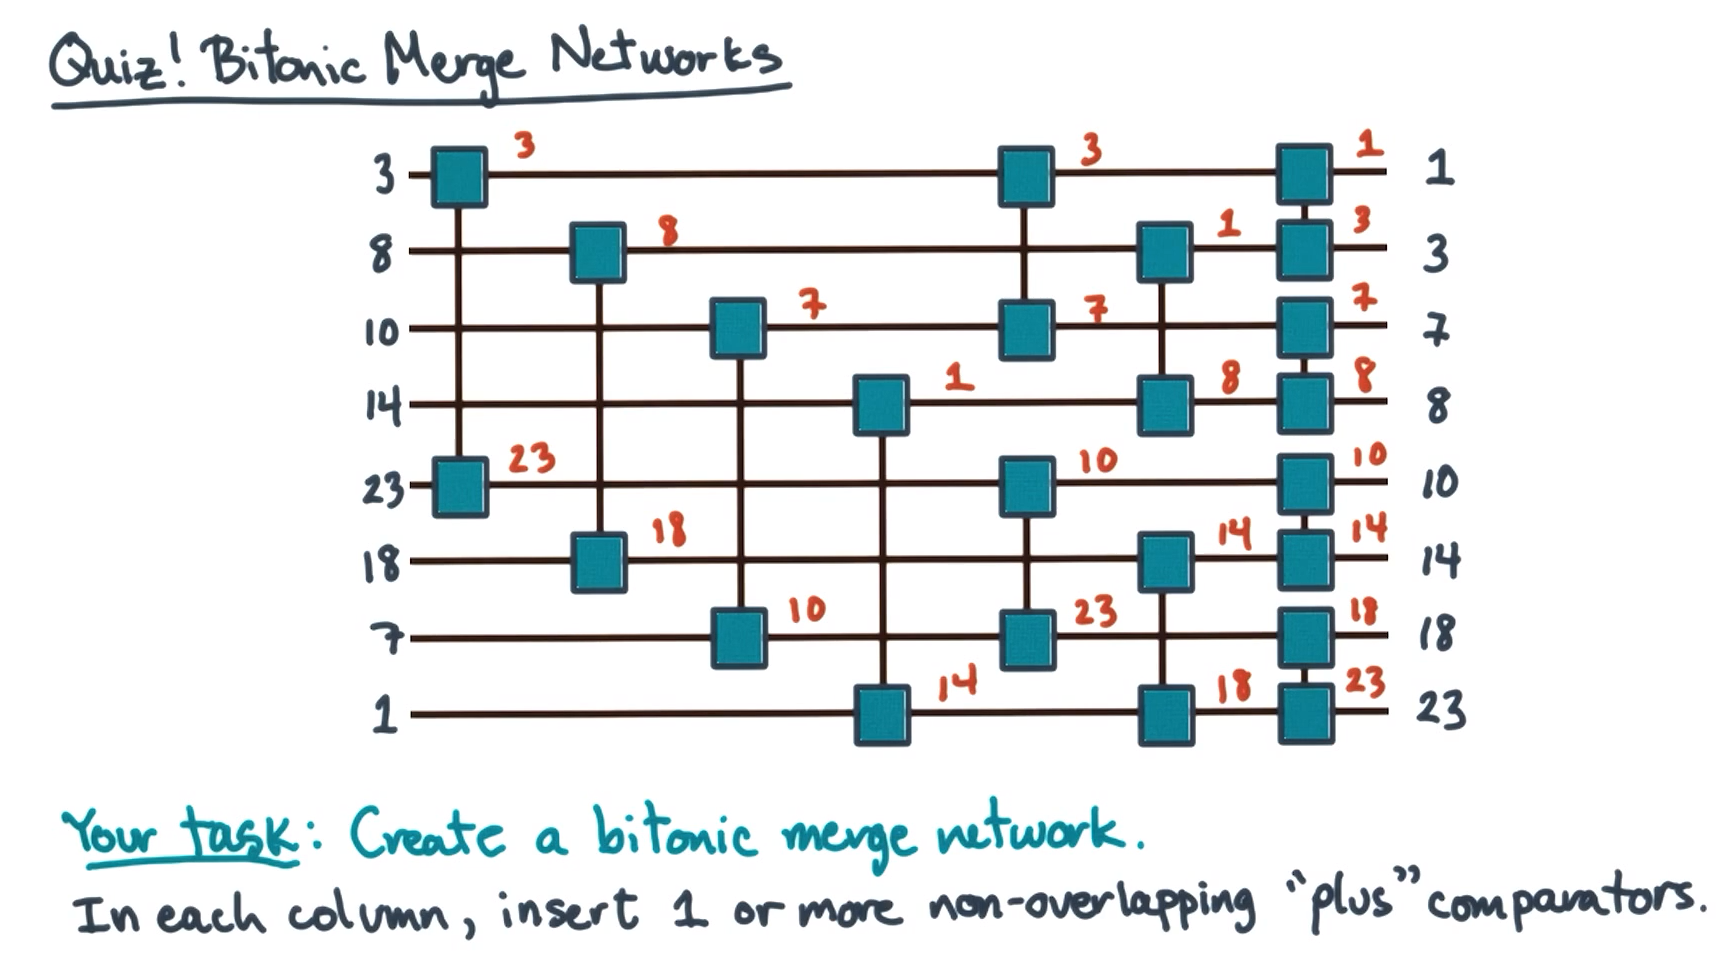 Quiz! Bitonic Merge Networks
3 3 3 1 1
8 8 1 3 3
10 7 7 7 7
14 1 8 8 8
23 23 10 10 10
18 18 14 14 14
7 10 23 18 18
1 14 18 23 23
Your task: Create a bitonic merge network.
In each column, insert 1 or more non-overlapping "plus" comparators.